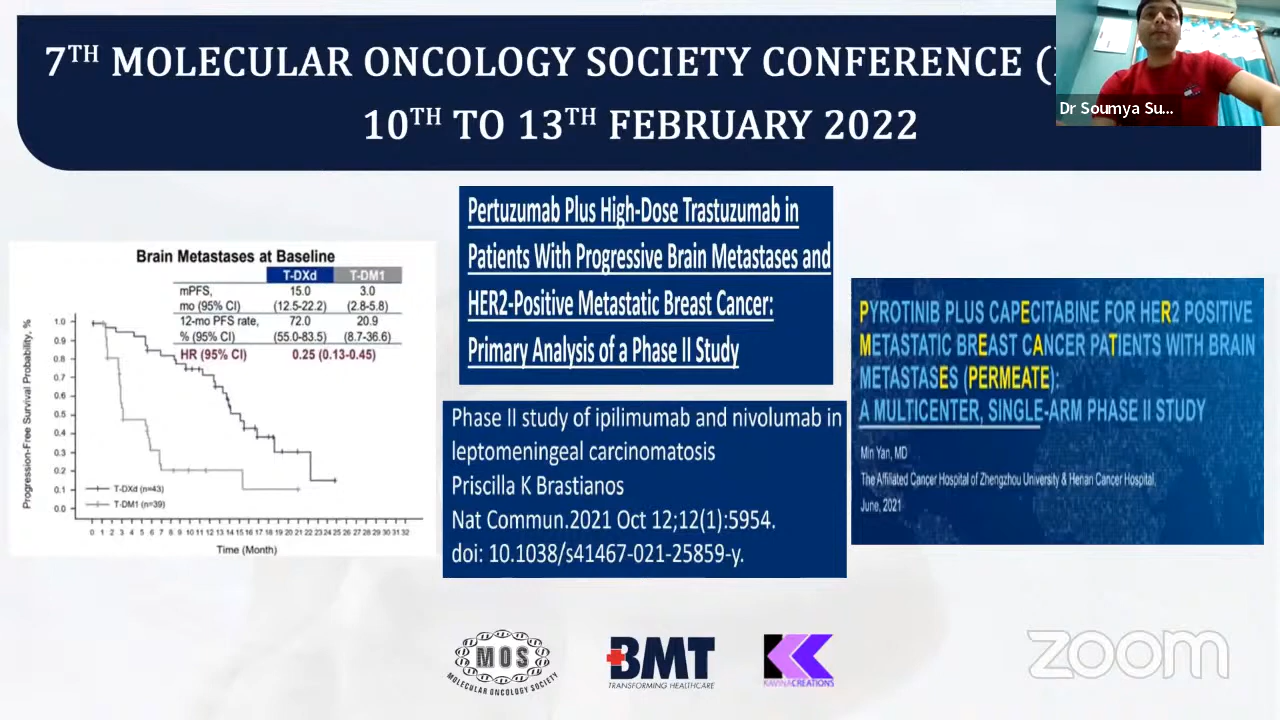 7TH MOLECULAR ONCOLOGY SOCIETY CONFERENCE (
10TH TO 13TH FEBRUARY 2022
Dr Soumya Su...
Brain Metastases at Baseline
T-DXd T-DM1
mPFS, 15.0 3.0
mo (95% CI) (12.5-22.2) (2.8-5.8)
12-mo PFS rate, 72.0 20.9
% (95% CI) (55.0-83.5) (8.7-36.6)
HR (95% CI) 0.25 (0.13-0.45)
Progression-Free Survival Probability, %
1.0
0.9
0.8
0.7
0.6
0.5
0.4
0.3
0.2
0.1
0.0
T-DXd (n=43)
T-DM1 (n=39)
0 1 2 3 4 5 6 7 8 9 10 11 12 13 14 15 16 17 18 19 20 21 22 23 24 25 26 27 28 29 30 31 32
Time (Month)
Pertuzumab Plus High-Dose Trastuzumab in
Patients With Progressive Brain Metastases and
HER2-Positive Metastatic Breast Cancer:
Primary Analysis of a Phase II Study
Phase II study of ipilimumab and nivolumab in
leptomeningeal carcinomatosis
Priscilla K Brastianos
Nat Commun.2021 Oct 12;12(1):5954.
doi: 10.1038/s41467-021-25859-y.
PYROTINIB PLUS CAPECITABINE FOR HER2 POSITIVE
METASTATIC BREAST CANCER PATIENTS WITH BRAIN
METASTASES (PERMEATE):
A MULTICENTER, SINGLE-ARM PHASE II STUDY
Min Yan, MD
The Affiliated Cancer Hospital of Zhengzhou University & Henan Cancer Hospital,
June, 2021
MOS
MOLECULAR ONCOLOGY SOCIETY
BMT
TRANSFORMING HEALTHCARE
KAVINA CREATIONS
zoom